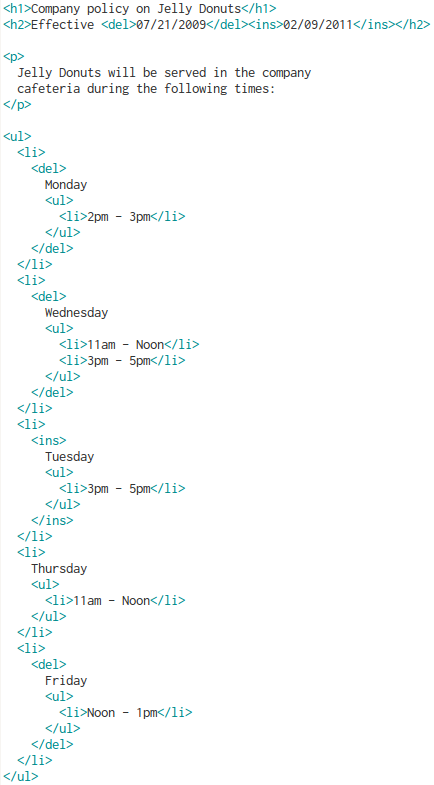 <h1>Company policy on Jelly Donuts</h1>
<h2>Effective <del>07/21/2009</del><ins>02/09/2011</ins></h2>

<p>
  Jelly Donuts will be served in the company
  cafeteria during the following times:
</p>

<ul>
  <li>
    <del>
      Monday
      <ul>
        <li>2pm – 3pm</li>
      </ul>
    </del>
  </li>
  <li>
    <del>
      Wednesday
      <ul>
        <li>11am – Noon</li>
        <li>3pm – 5pm</li>
      </ul>
    </del>
  </li>
  <li>
    <ins>
      Tuesday
      <ul>
        <li>3pm – 5pm</li>
      </ul>
    </ins>
  </li>
  <li>
    Thursday
    <ul>
      <li>11am – Noon</li>
    </ul>
  </li>
  <li>
    <del>
      Friday
      <ul>
        <li>Noon – 1pm</li>
      </ul>
    </del>
  </li>
</ul>